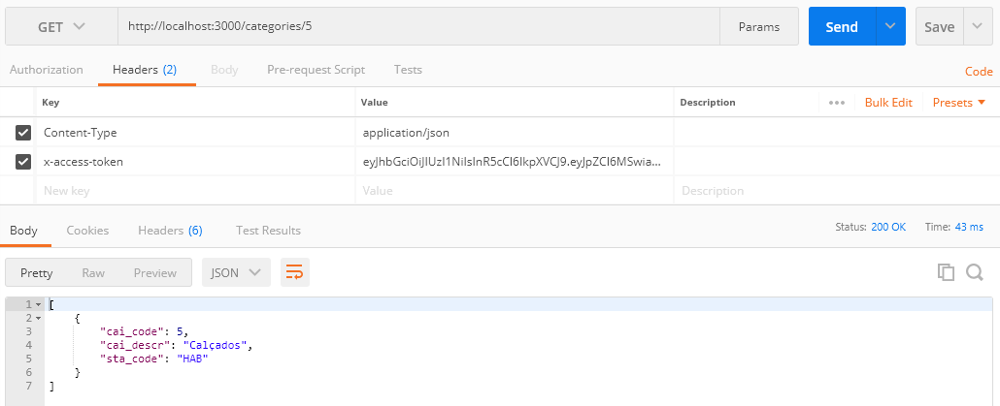 GET http://localhost:3000/categories/5 Params Send Save
Authorization Headers (2) Body Pre-request Script Tests Code
Key Value Description ••• Bulk Edit Presets
Content-Type application/json
x-access-token eyJhbGciOiJIUzI1NiIsInR5cCI6IkpXVCJ9.eyJpZCI6MSwia...
New key Value Description
Body Cookies Headers (6) Test Results Status: 200 OK Time: 43 ms
Pretty Raw Preview JSON
1 [
2 {
3 "cai_code": 5,
4 "cai_descr": "Calçados",
5 "sta_code": "HAB"
6 }
7 ]